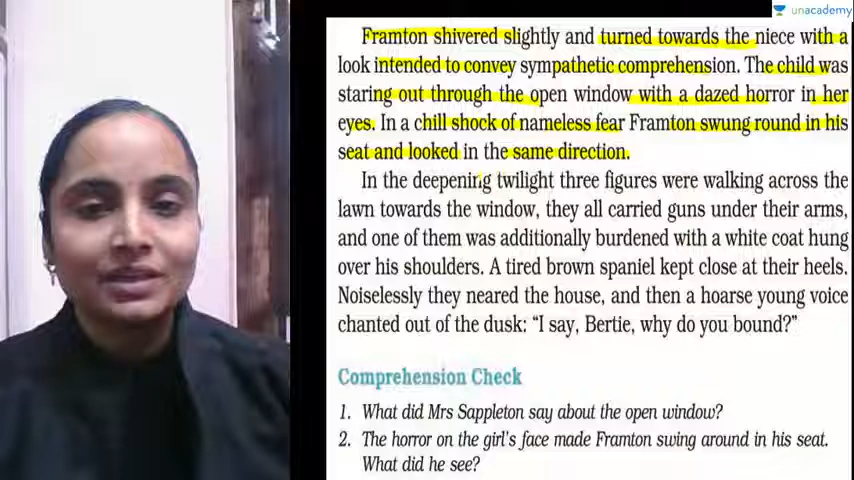 unacademy
Framton shivered slightly and turned towards the niece with a
look intended to convey sympathetic comprehension. The child was
staring out through the open window with a dazed horror in her
eyes. In a chill shock of nameless fear Framton swung round in his
seat and looked in the same direction.
In the deepening twilight three figures were walking across the
lawn towards the window, they all carried guns under their arms,
and one of them was additionally burdened with a white coat hung
over his shoulders. A tired brown spaniel kept close at their heels.
Noiselessly they neared the house, and then a hoarse young voice
chanted out of the dusk: “I say, Bertie, why do you bound?”
Comprehension Check
1. What did Mrs Sappleton say about the open window?
2. The horror on the girl's face made Framton swing around in his seat.
What did he see?